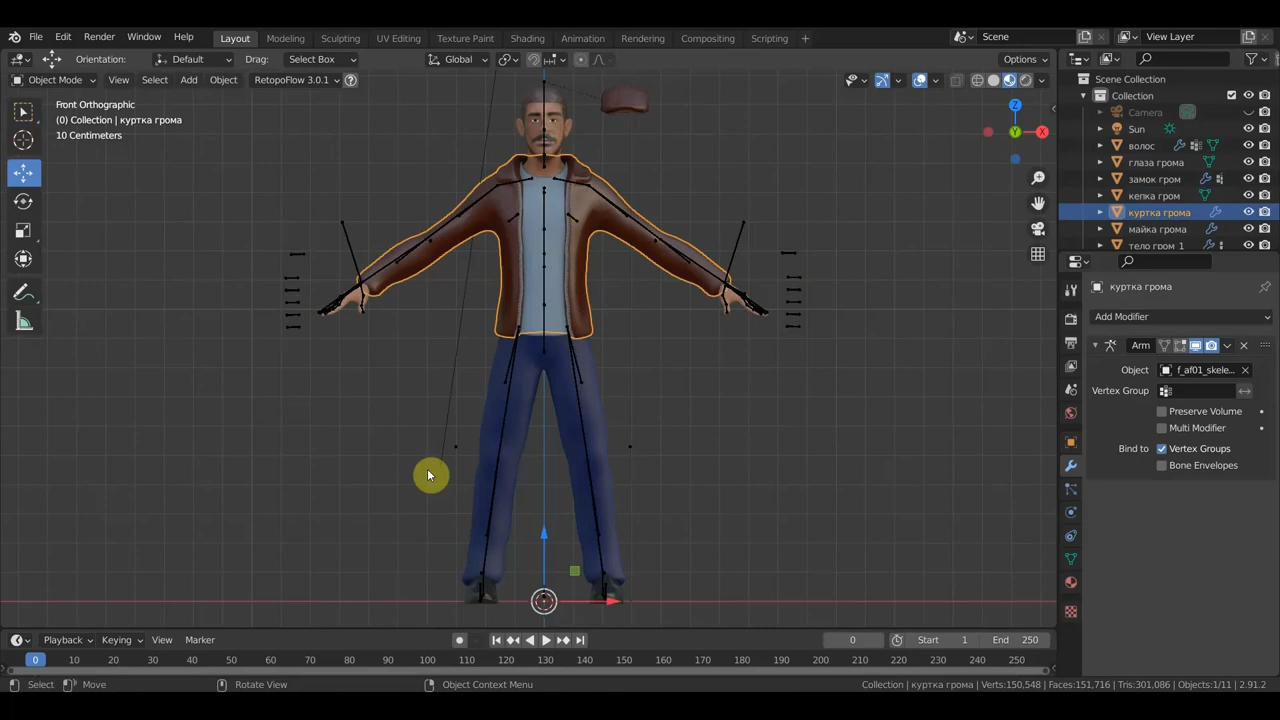 File Edit Render Window Help Layout Modeling Sculpting UV Editing Texture Paint Shading Animation Rendering Compositing Scripting + Scene View Layer
Orientation: Default Drag: Select Box Global Options
Object Mode View Select Add Object RetopoFlow 3.0.1
Front Orthographic
(0) Collection | куртка грома
10 Centimeters
Z
X
Y
Scene Collection
Collection
Camera
Sun
волос
глаза грома
замок гром
кепка гром
куртка грома
майка грома
тело гром 1
куртка грома
Add Modifier
Arm
Object f_af01_skele...
Vertex Group
Preserve Volume
Multi Modifier
Bind to Vertex Groups
Bone Envelopes
Playback Keying View Marker 0 Start 1 End 250
0 10 20 30 40 50 60 70 80 90 100 110 120 130 140 150 160 170 180 190 200 210 220 230 240 250
Select Move Rotate View Object Context Menu Collection | куртка грома | Verts:150,548 | Faces:151,716 | Tris:301,086 | Objects:1/11 | 2.91.2